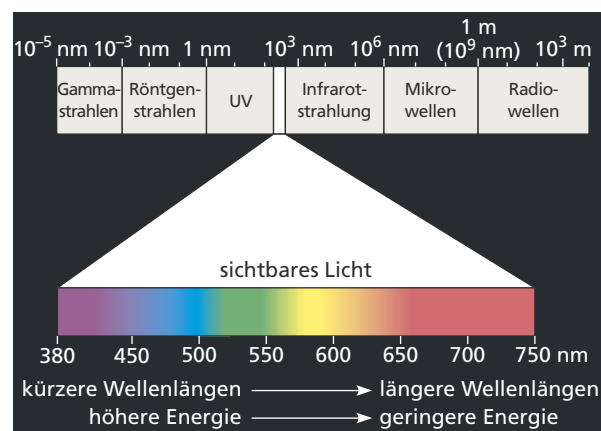 1 m
10⁻⁵ nm 10⁻³ nm 1 nm 10³ nm 10⁶ nm (10⁹ nm) 10³ m
Gamma- Röntgen- UV Infrarot- Mikro- Radio-
strahlen strahlen strahlung wellen wellen
sichtbares Licht
380 450 500 550 600 650 700 750 nm
kürzere Wellenlängen längere Wellenlängen
höhere Energie geringere Energie